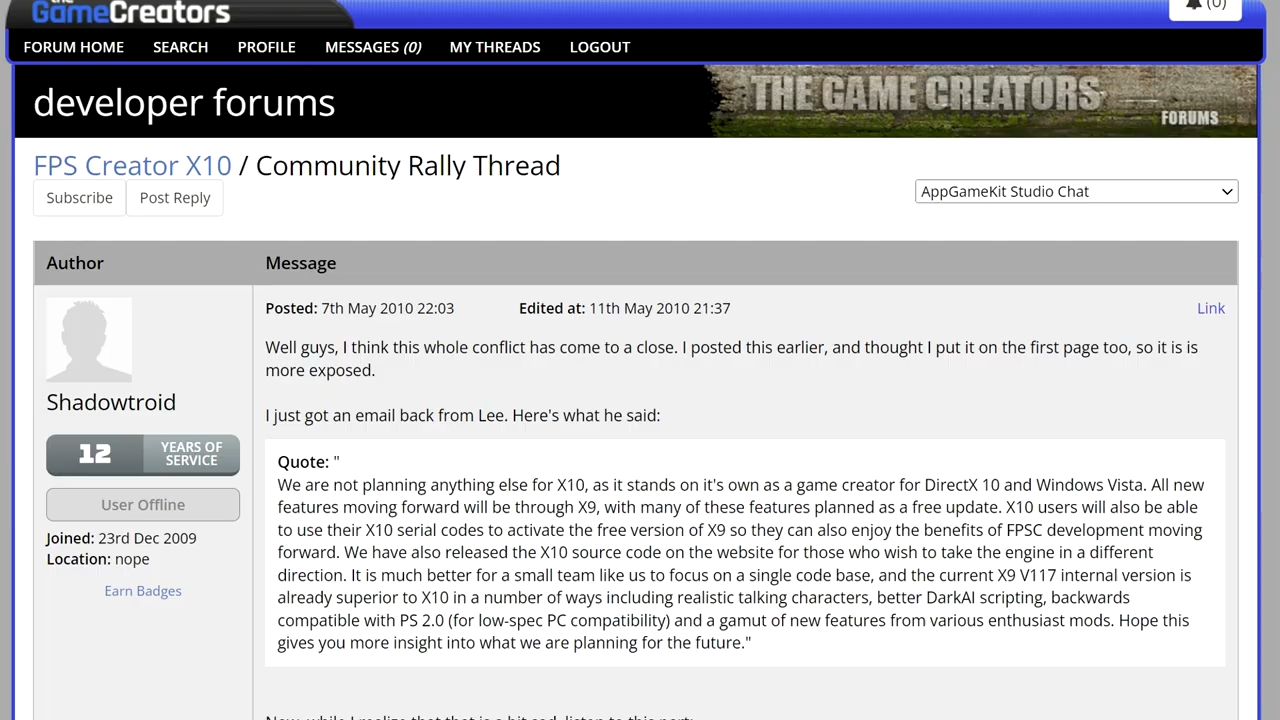 the
GameCreators
(0)
FORUM HOME SEARCH PROFILE MESSAGES (0) MY THREADS LOGOUT
developer forums
THE GAME CREATORS
FORUMS
FPS Creator X10 / Community Rally Thread
Subscribe Post Reply
AppGameKit Studio Chat
Author Message
Posted: 7th May 2010 22:03 Edited at: 11th May 2010 21:37 Link
Well guys, I think this whole conflict has come to a close. I posted this earlier, and thought I put it on the first page too, so it is is
more exposed.
Shadowtroid
I just got an email back from Lee. Here's what he said:
12 YEARS OF
SERVICE
User Offline
Joined: 23rd Dec 2009
Location: nope
Earn Badges
Quote: "
We are not planning anything else for X10, as it stands on it's own as a game creator for DirectX 10 and Windows Vista. All new
features moving forward will be through X9, with many of these features planned as a free update. X10 users will also be able
to use their X10 serial codes to activate the free version of X9 so they can also enjoy the benefits of FPSC development moving
forward. We have also released the X10 source code on the website for those who wish to take the engine in a different
direction. It is much better for a small team like us to focus on a single code base, and the current X9 V117 internal version is
already superior to X10 in a number of ways including realistic talking characters, better DarkAI scripting, backwards
compatible with PS 2.0 (for low-spec PC compatibility) and a gamut of new features from various enthusiast mods. Hope this
gives you more insight into what we are planning for the future."
Now, while I realize that that is a bit sad, listen to this part: